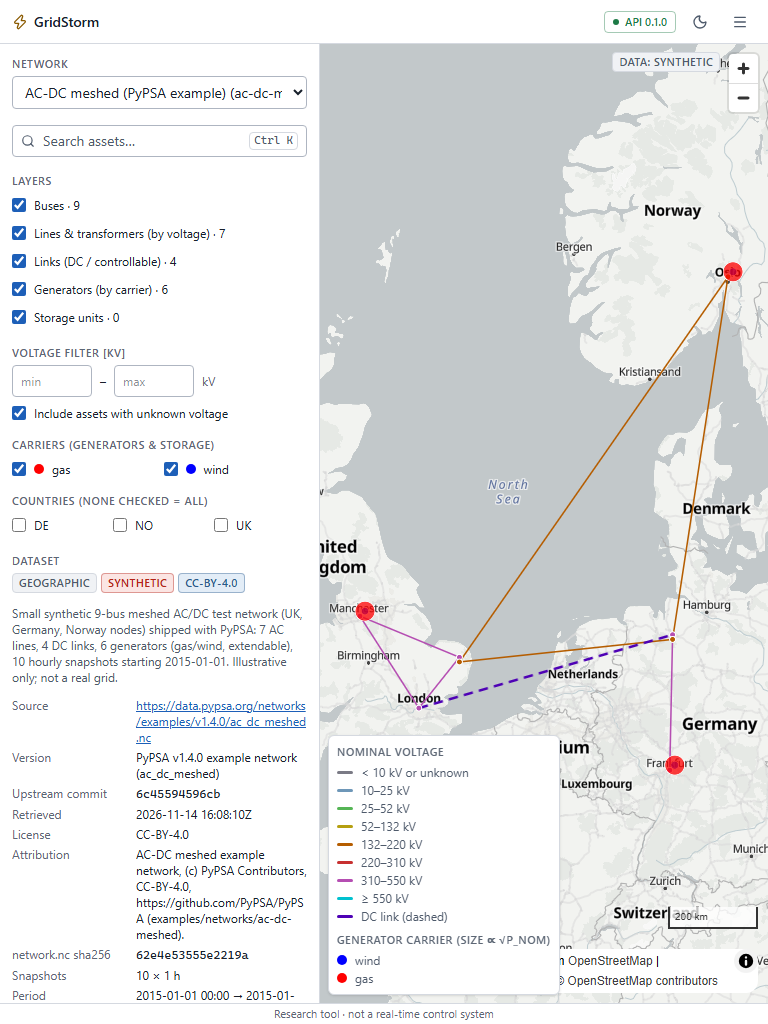 GridStorm
API 0.1.0
NETWORK
AC-DC meshed (PyPSA example) (ac-dc-m
Search assets...
Ctrl K
LAYERS
Buses · 9
Lines & transformers (by voltage) · 7
Links (DC / controllable) · 4
Generators (by carrier) · 6
Storage units · 0
VOLTAGE FILTER [KV]
min – max kV
Include assets with unknown voltage
CARRIERS (GENERATORS & STORAGE)
gas wind
COUNTRIES (NONE CHECKED = ALL)
DE NO UK
DATASET
GEOGRAPHIC SYNTHETIC CC-BY-4.0
Small synthetic 9-bus meshed AC/DC test network (UK,
Germany, Norway nodes) shipped with PyPSA: 7 AC
lines, 4 DC links, 6 generators (gas/wind, extendable),
10 hourly snapshots starting 2015-01-01. Illustrative
only; not a real grid.
Source https://data.pypsa.org/networks
/examples/v1.4.0/ac_dc_meshed
.nc
Version PyPSA v1.4.0 example network
(ac_dc_meshed)
Upstream commit 6c45594596cb
Retrieved 2026-11-14 16:08:10Z
License CC-BY-4.0
Attribution AC-DC meshed example
network, (c) PyPSA Contributors,
CC-BY-4.0,
https://github.com/PyPSA/PyPS
A (examples/networks/ac-dc-
meshed).
network.nc sha256 62e4e53555e2219a
Snapshots 10 × 1 h
Period 2015-01-01 00:00 → 2015-01-
DATA: SYNTHETIC
+
−
Norway
Bergen
Kristiansand
North
Sea
Denmark
nited
gdom
Manchester
Hamburg
Birmingham
Netherlands
London
Germany
ium
Frankfurt
Luxembourg
Munich
Zurich
Switzer
200 km
NOMINAL VOLTAGE
< 10 kV or unknown
10–25 kV
25–52 kV
52–132 kV
132–220 kV
220–310 kV
310–550 kV
≥ 550 kV
DC link (dashed)
GENERATOR CARRIER (SIZE ∝ √P_NOM)
wind
gas
OpenStreetMap |
© OpenStreetMap contributors
Research tool · not a real-time control system